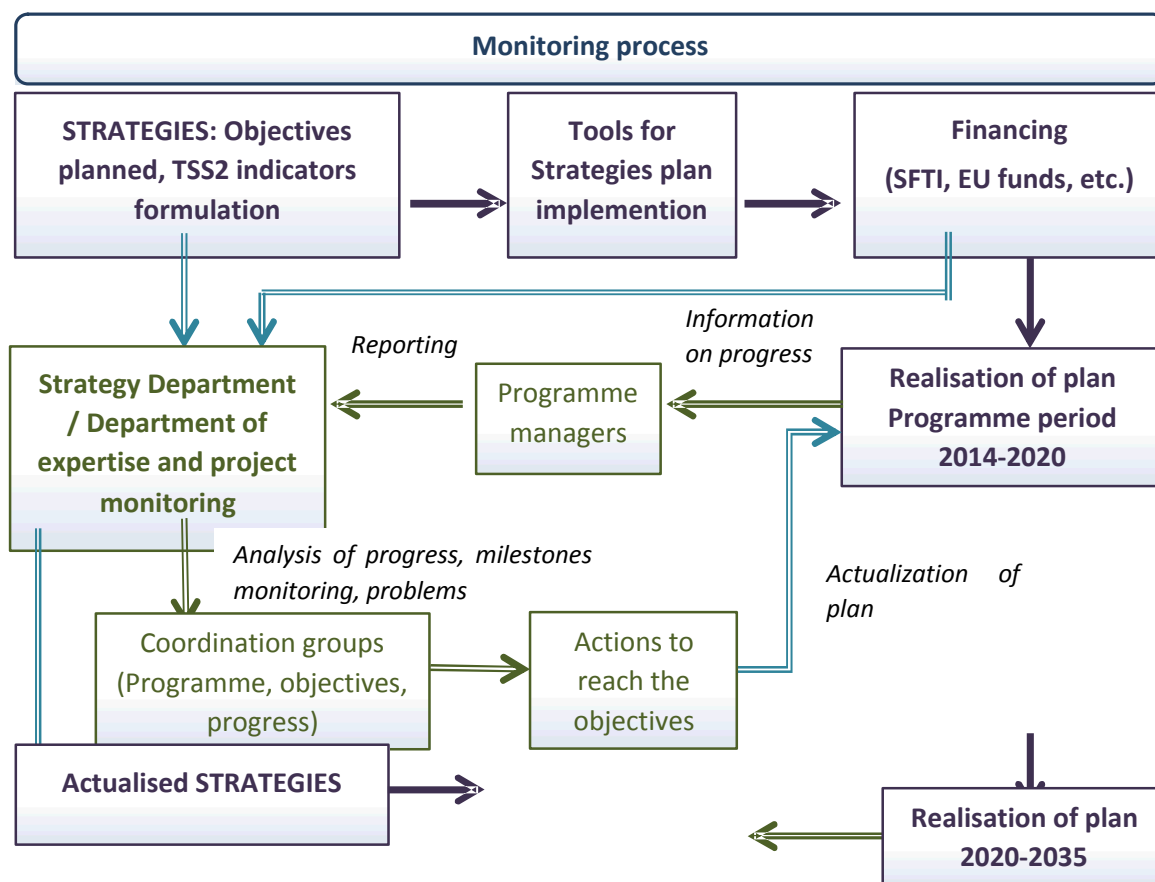 Monitoring process
STRATEGIES: Objectives
planned, TSS2 indicators
formulation
Tools for
Strategies plan
implemention
Financing
(SFTI, EU funds, etc.)
Reporting
Information
on progress
Strategy Department
/ Department of
expertise and project
monitoring
Programme
managers
Realisation of plan
Programme period
2014-2020
Analysis of progress, milestones
monitoring, problems
Actualization of
plan
Coordination groups
(Programme, objectives,
progress)
Actions to
reach the
objectives
Actualised STRATEGIES
Realisation of plan
2020-2035